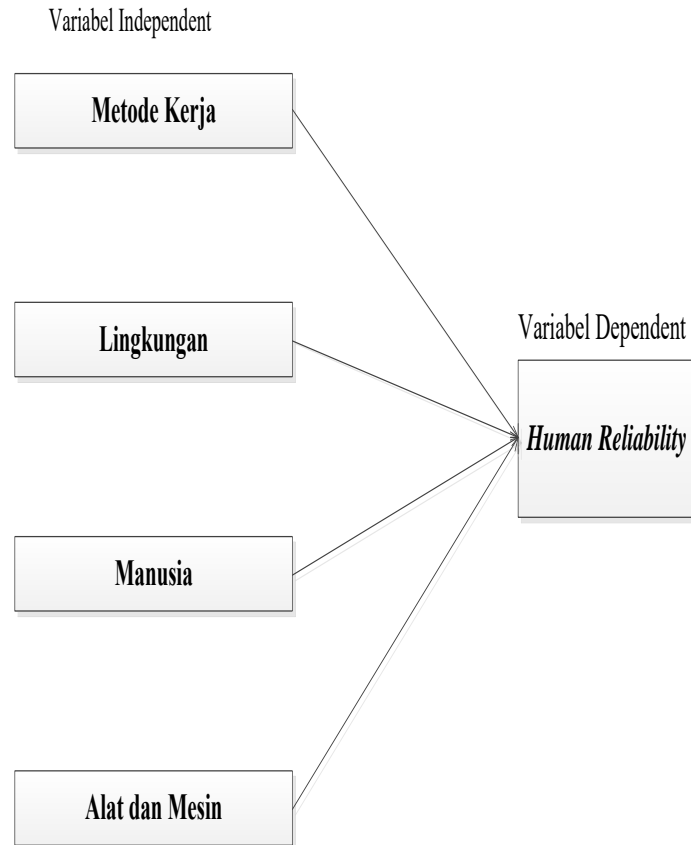 Variabel Independent
Metode Kerja
Lingkungan
Variabel Dependent
Human Reliability
Manusia
Alat dan Mesin